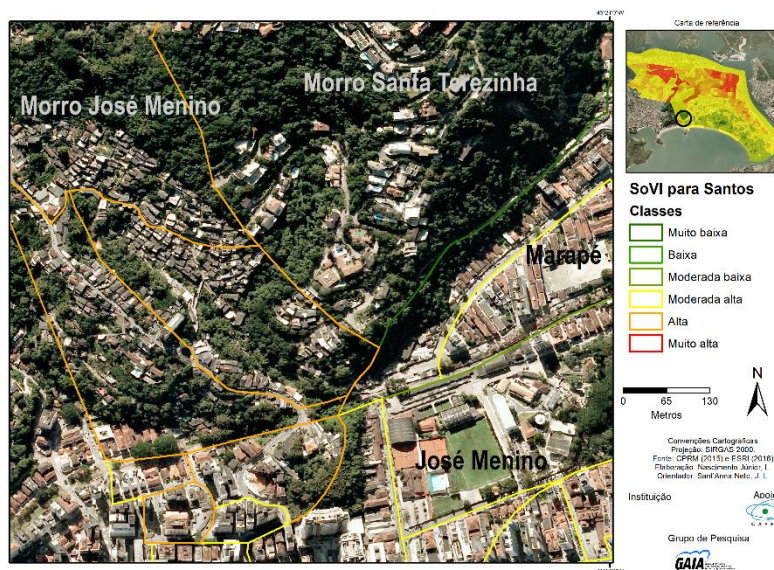 Morro Santa Terezinha
Morro José Menino
Marapé
José Menino
Carta de referência
SoVI para Santos
Classes
Muito baixa
Baixa
Moderada baixa
Moderada alta
Alta
Muito alta
N
0 65 130
Metros
Convenções Cartográficas
Projeção: SIRGAS 2000.
Fonte: CPRM (2015) e ESRI (2016)
Elaboração: Nascimento Júnior, L.
Orientador: Sant'Anna Neto, J. L.
Instituição
Apoio
Grupo de Pesquisa
GAIA